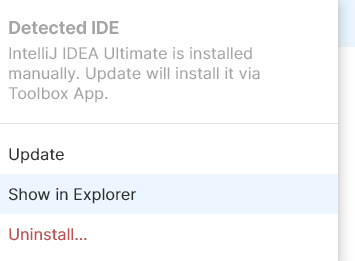 Detected IDE
IntelliJ IDEA Ultimate is installed
manually. Update will install it via
Toolbox App.
Update
Show in Explorer
Uninstall...